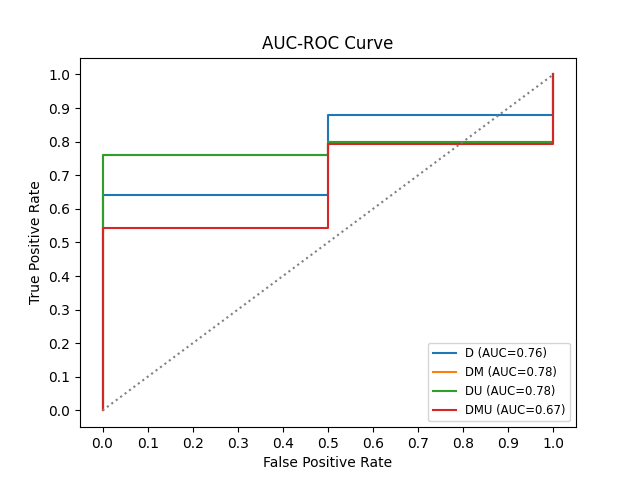 AUC-ROC Curve
True Positive Rate
1.0
0.9
0.8
0.7
0.6
0.5
0.4
0.3
0.2
0.1
0.0
D (AUC=0.76)
DM (AUC=0.78)
DU (AUC=0.78)
DMU (AUC=0.67)
0.0 0.1 0.2 0.3 0.4 0.5 0.6 0.7 0.8 0.9 1.0
False Positive Rate